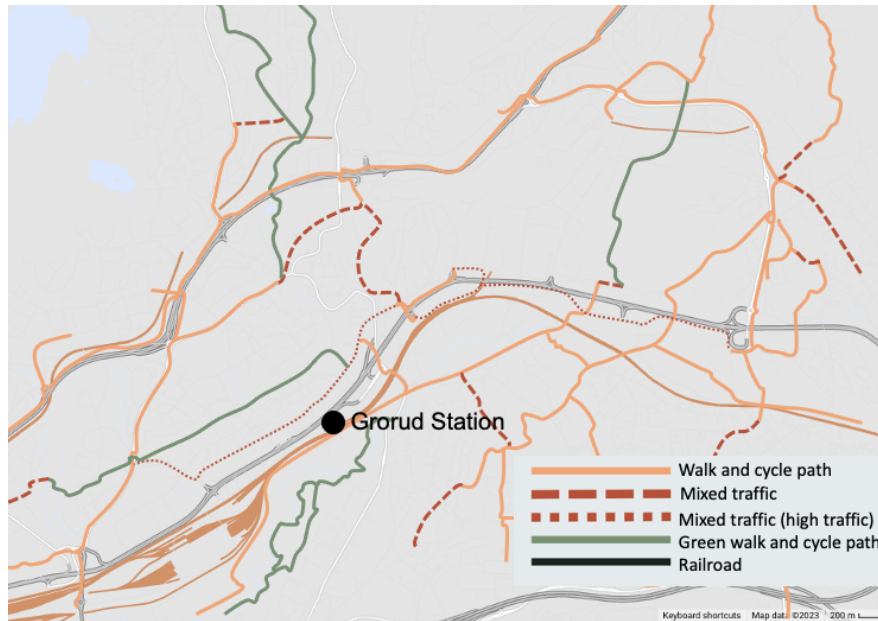 Grorud Station
Walk and cycle path
Mixed traffic
Mixed traffic (high traffic)
Green walk and cycle path
Railroad
Keyboard shortcuts Map data ©2023 200 m